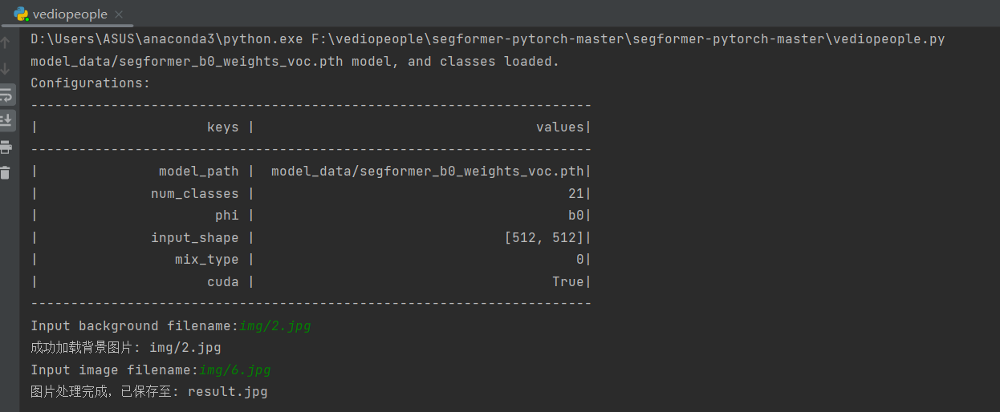 vediopeople
D:\Users\ASUS\anaconda3\python.exe F:\vediopeople\segformer-pytorch-master\segformer-pytorch-master\vediopeople.py
model_data/segformer_b0_weights_voc.pth model, and classes loaded.
Configurations:
----------------------------------------------------------------------
|                     keys |                                   values|
----------------------------------------------------------------------
|               model_path |  model_data/segformer_b0_weights_voc.pth|
|              num_classes |                                       21|
|                      phi |                                       b0|
|              input_shape |                               [512, 512]|
|                 mix_type |                                        0|
|                     cuda |                                     True|
----------------------------------------------------------------------
Input background filename:img/2.jpg
成功加载背景图片: img/2.jpg
Input image filename:img/6.jpg
图片处理完成，已保存至: result.jpg